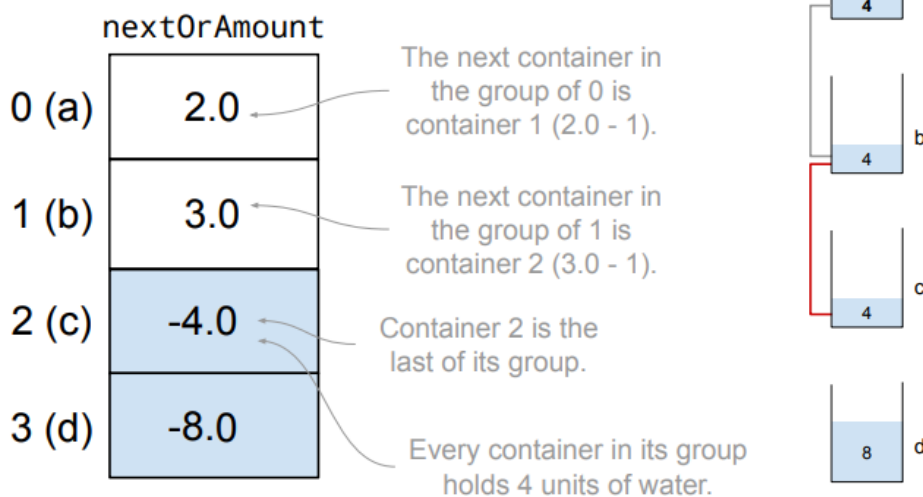 nextOrAmount
0 (a)
2.0
The next container in
the group of 0 is
container 1 (2.0 - 1).
1 (b)
3.0
The next container in
the group of 1 is
container 2 (3.0 - 1).
2 (c)
-4.0
Container 2 is the
last of its group.
3 (d)
-8.0
Every container in its group
holds 4 units of water.
4
4
b
4
c
8
d